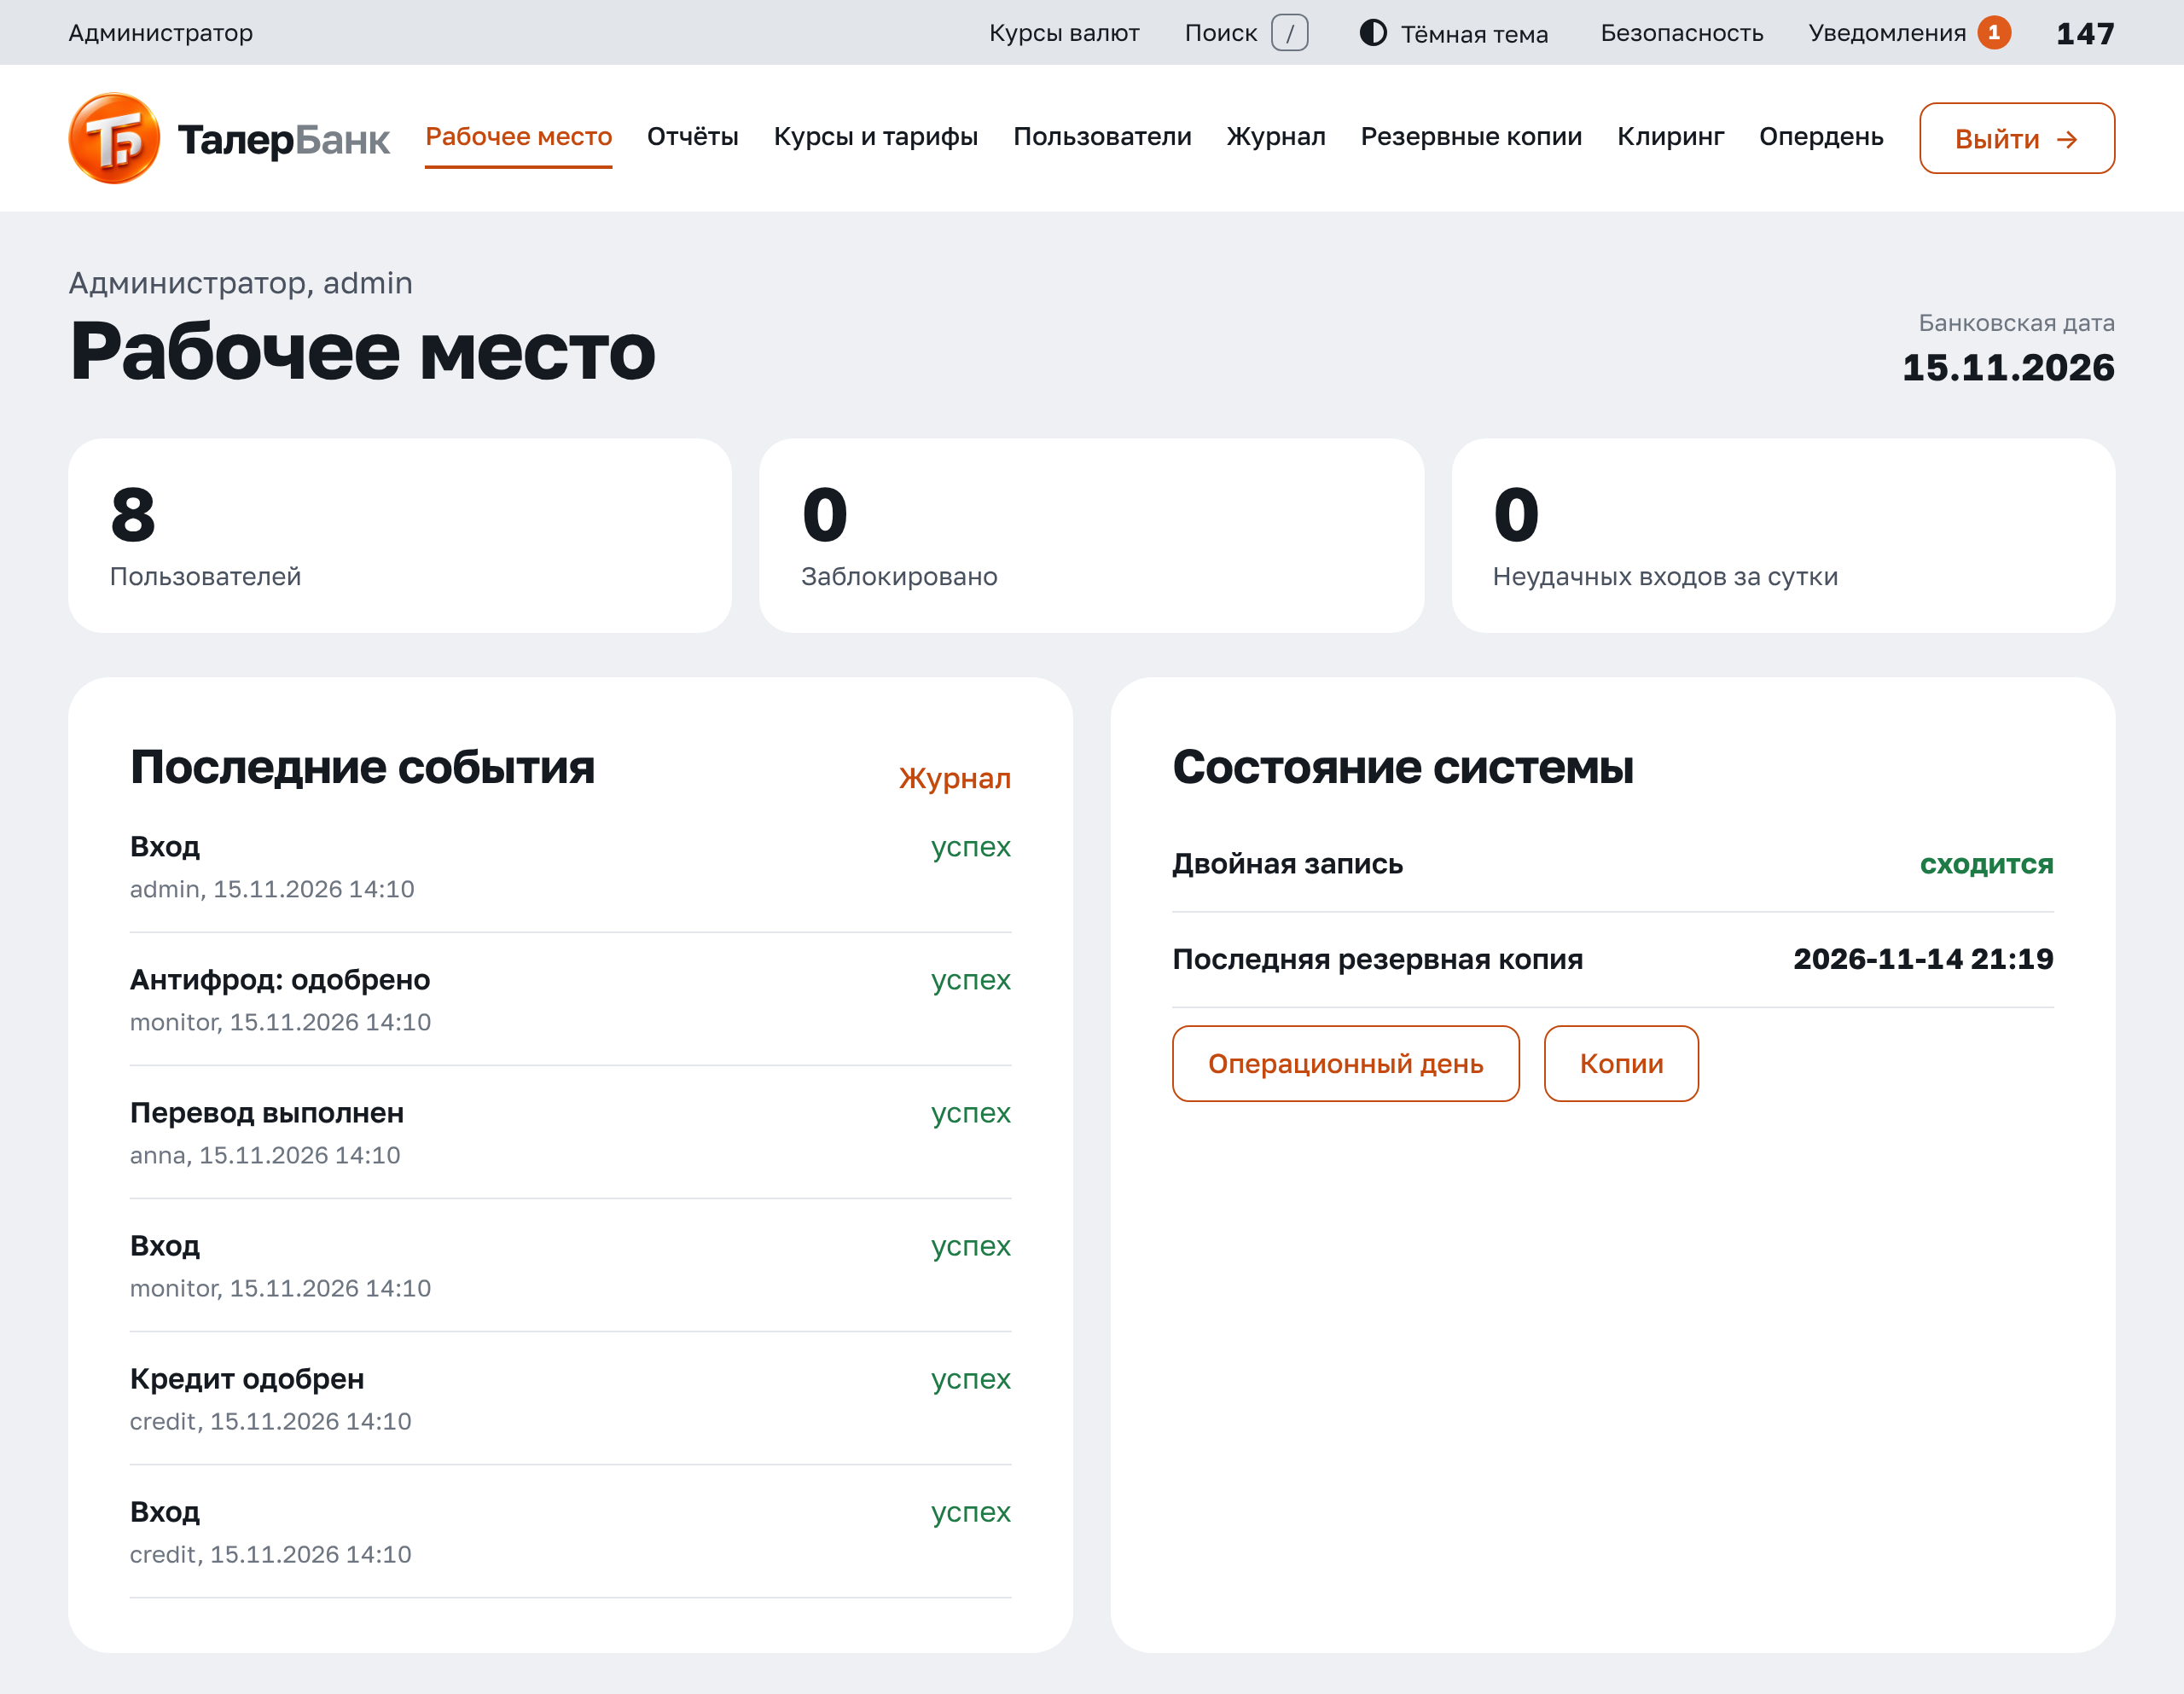 Администратор Курсы валют Поиск / Тёмная тема Безопасность Уведомления 1 147
ТалерБанк Рабочее место Отчёты Курсы и тарифы Пользователи Журнал Резервные копии Клиринг Опердень Выйти →
Администратор, admin
Рабочее место
Банковская дата
15.11.2026
8
Пользователей
0
Заблокировано
0
Неудачных входов за сутки
Последние события
Журнал
Вход успех
admin, 15.11.2026 14:10
Антифрод: одобрено успех
monitor, 15.11.2026 14:10
Перевод выполнен успех
anna, 15.11.2026 14:10
Вход успех
monitor, 15.11.2026 14:10
Кредит одобрен успех
credit, 15.11.2026 14:10
Вход успех
credit, 15.11.2026 14:10
Состояние системы
Двойная запись сходится
Последняя резервная копия 2026-11-14 21:19
Операционный день Копии